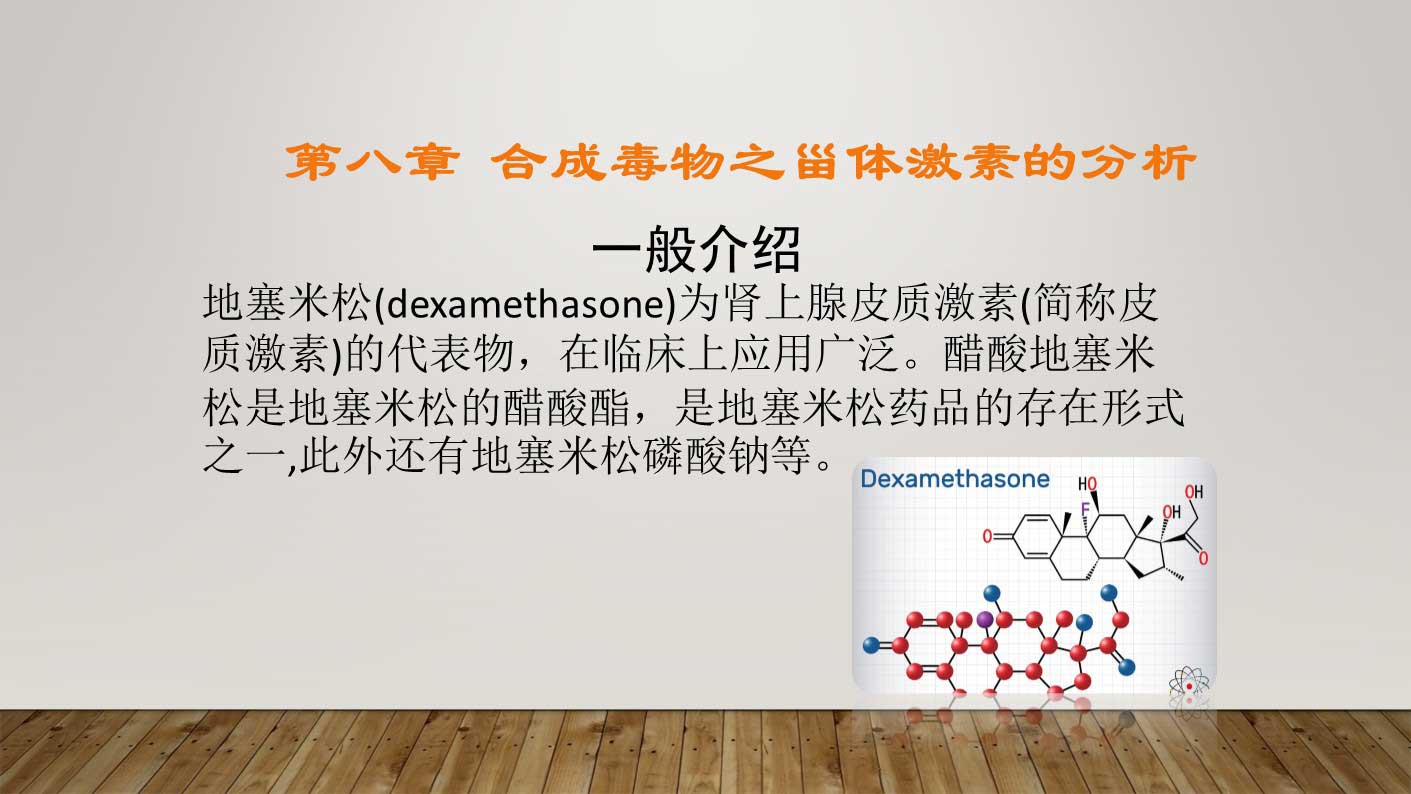 第八章 合成毒物之甾体激素的分析
一般介绍
地塞米松(dexamethasone)为肾上腺皮质激素(简称皮
质激素)的代表物，在临床上应用广泛。醋酸地塞米
松是地塞米松的醋酸酯，是地塞米松药品的存在形式
之一,此外还有地塞米松磷酸钠等。
Dexamethasone
HO
OH
F
OH
O
O